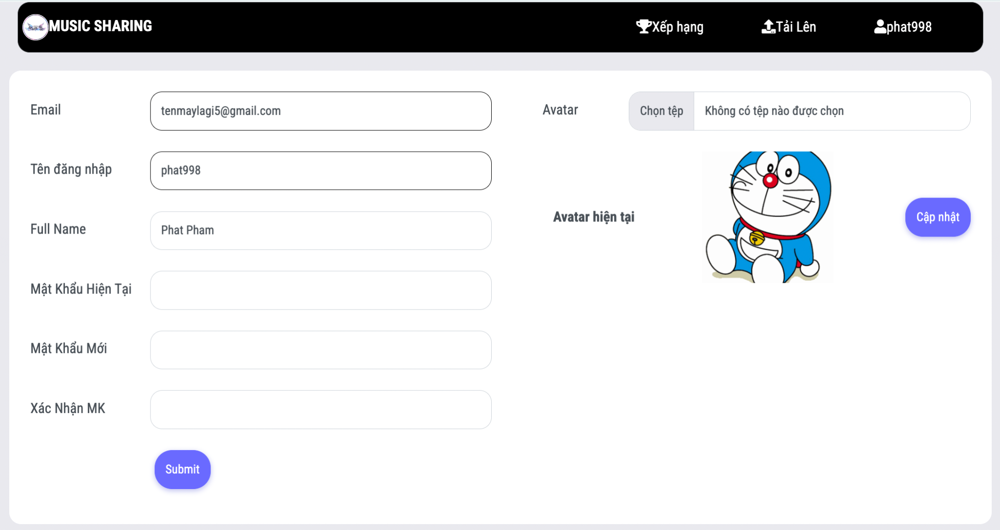 MUSIC SHARING
Xếp hạng
Tải Lên
phat998
Email
tenmaylagi5@gmail.com
Tên đăng nhập
phat998
Full Name
Phat Pham
Mật Khẩu Hiện Tại
Mật Khẩu Mới
Xác Nhận MK
Submit
Avatar
Chọn tệp
Không có tệp nào được chọn
Avatar hiện tại
Cập nhật